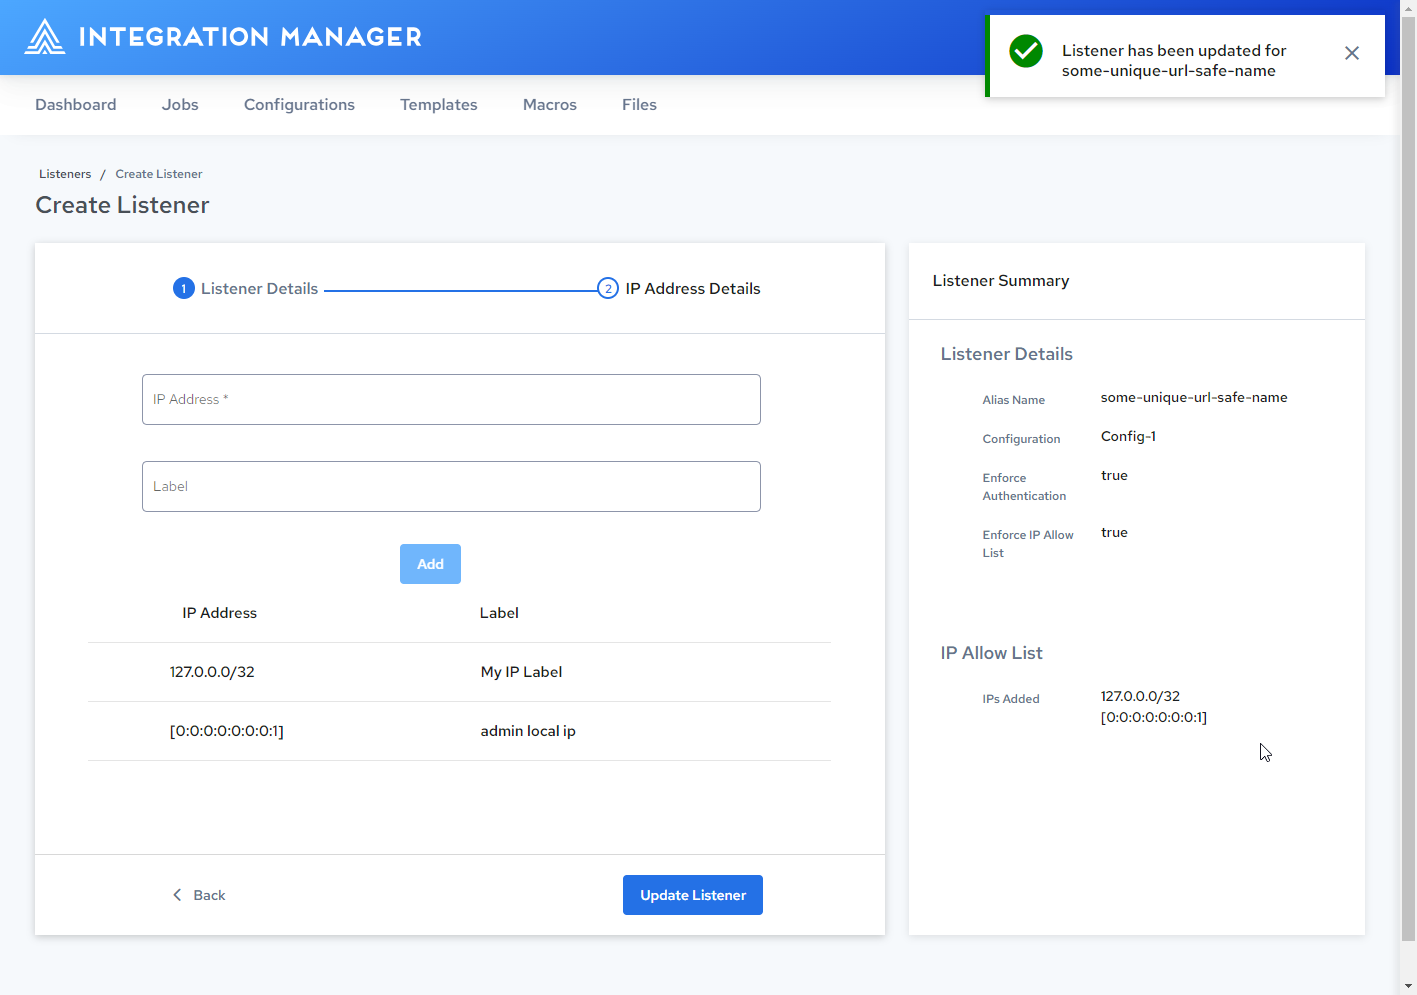 INTEGRATION MANAGER
Listener has been updated for
some-unique-url-safe-name
Dashboard Jobs Configurations Templates Macros Files
Listeners / Create Listener
Create Listener
1 Listener Details 2 IP Address Details
IP Address *
Label
Add
IP Address Label
127.0.0.0/32 My IP Label
[0:0:0:0:0:0:0:1] admin local ip
Back
Update Listener
Listener Summary
Listener Details
Alias Name some-unique-url-safe-name
Configuration Config-1
Enforce true
Authentication
Enforce IP Allow true
List
IP Allow List
IPs Added 127.0.0.0/32
[0:0:0:0:0:0:0:1]